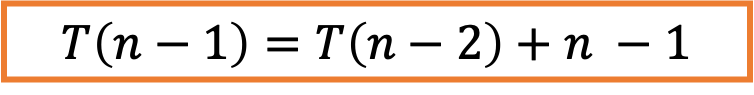 T(n − 1) = T(n − 2) + n − 1